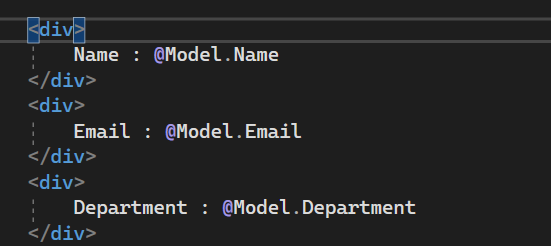 <div>
Name : @Model.Name
</div>
<div>
Email : @Model.Email
</div>
<div>
Department : @Model.Department
</div>